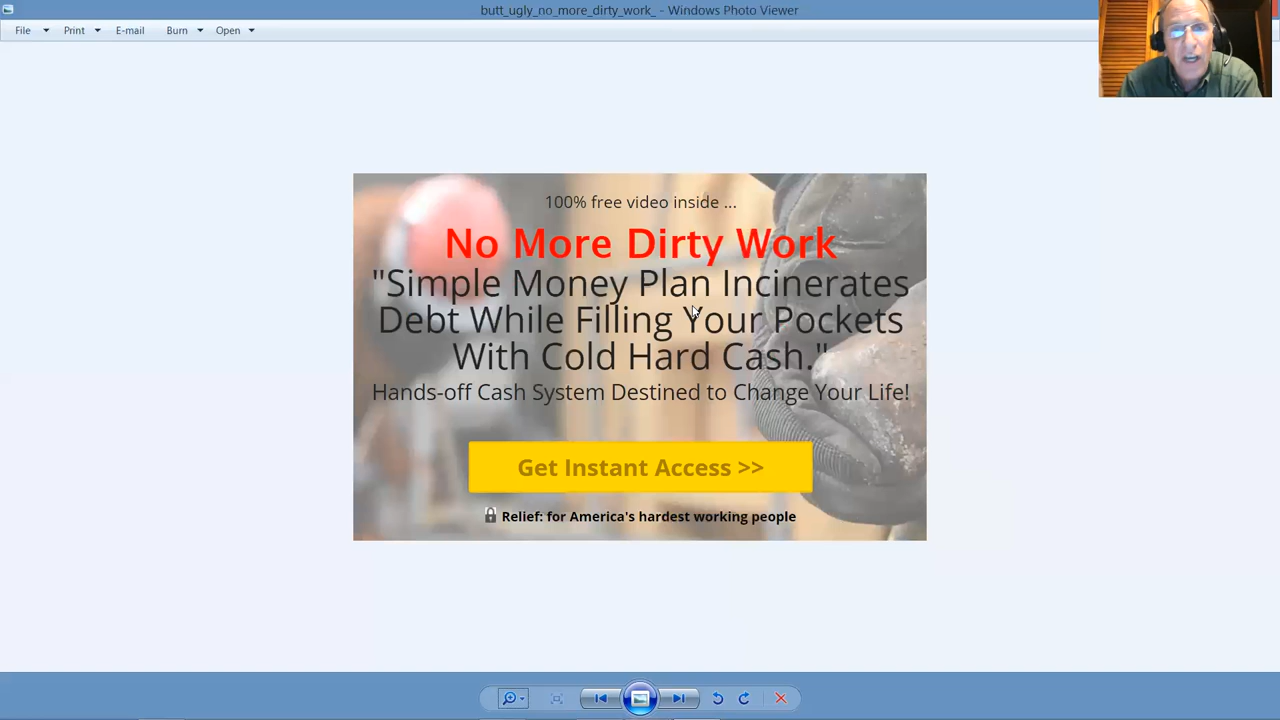 butt_ugly_no_more_dirty_work_ - Windows Photo Viewer
File Print E-mail Burn Open
100% free video inside ...
No More Dirty Work
"Simple Money Plan Incinerates
Debt While Filling Your Pockets
With Cold Hard Cash."
Hands-off Cash System Destined to Change Your Life!
Get Instant Access >>
Relief: for America's hardest working people